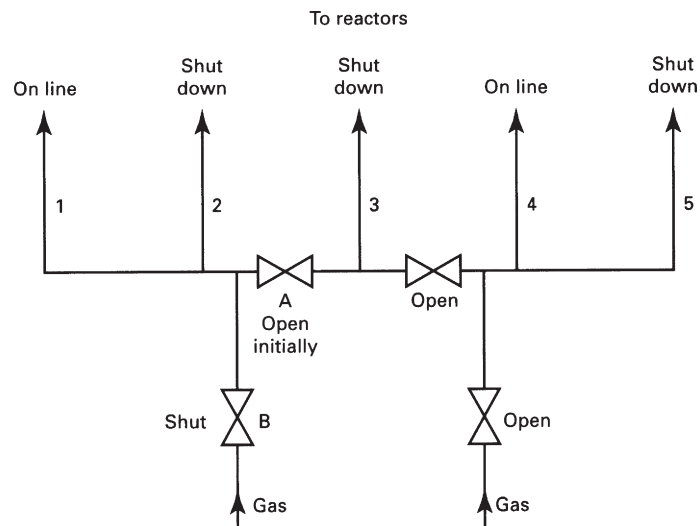 To reactors
On line
Shut
down
Shut
down
On line
Shut
down
1
2
3
4
5
A
Open
initially
Open
Shut
B
Open
Gas
Gas